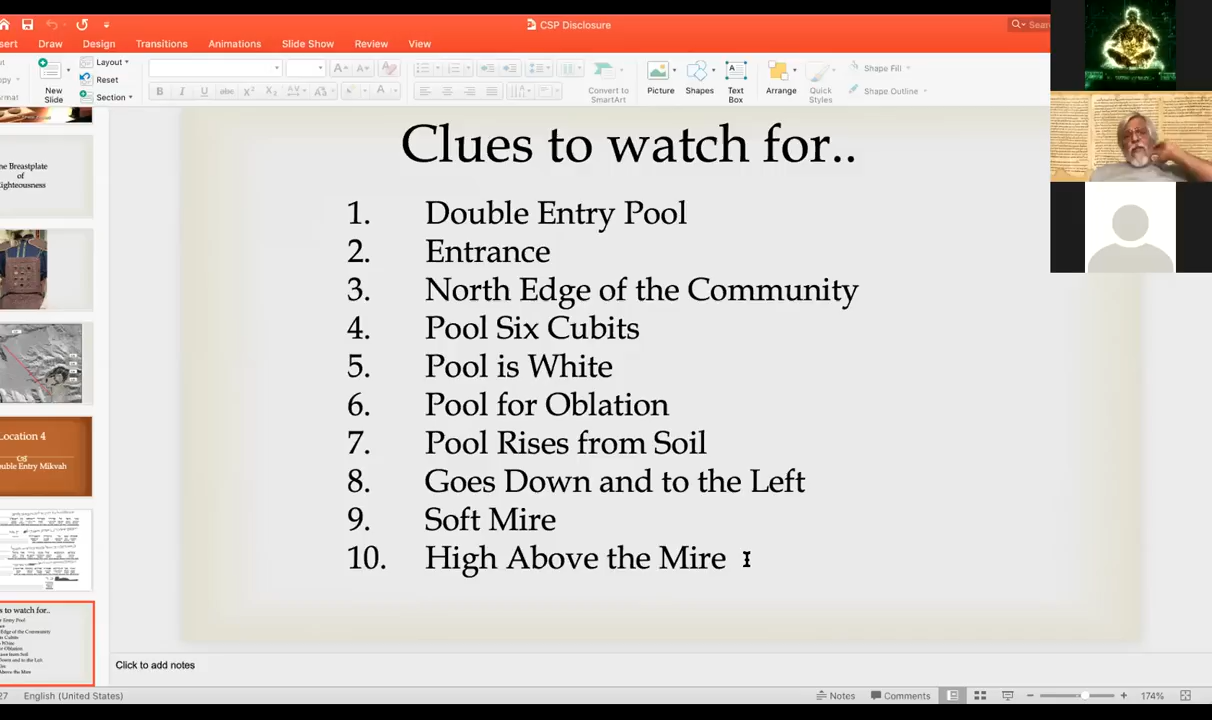 CSP Disclosure
Draw
Design
Transitions
Animations
Slide Show
Review
View
New
Slide
Layout
Reset
Section
Convert to
SmartArt
Picture
Shapes
Text
Box
Arrange
Quick
Styles
Shape Fill
Shape Outline
Clues to watch for..
1. Double Entry Pool
2. Entrance
3. North Edge of the Community
4. Pool Six Cubits
5. Pool is White
6. Pool for Oblation
7. Pool Rises from Soil
8. Goes Down and to the Left
9. Soft Mire
10. High Above the Mire
of
Location 4
Mikvah
Click to add notes
English (United States)
Notes
Comments
174%